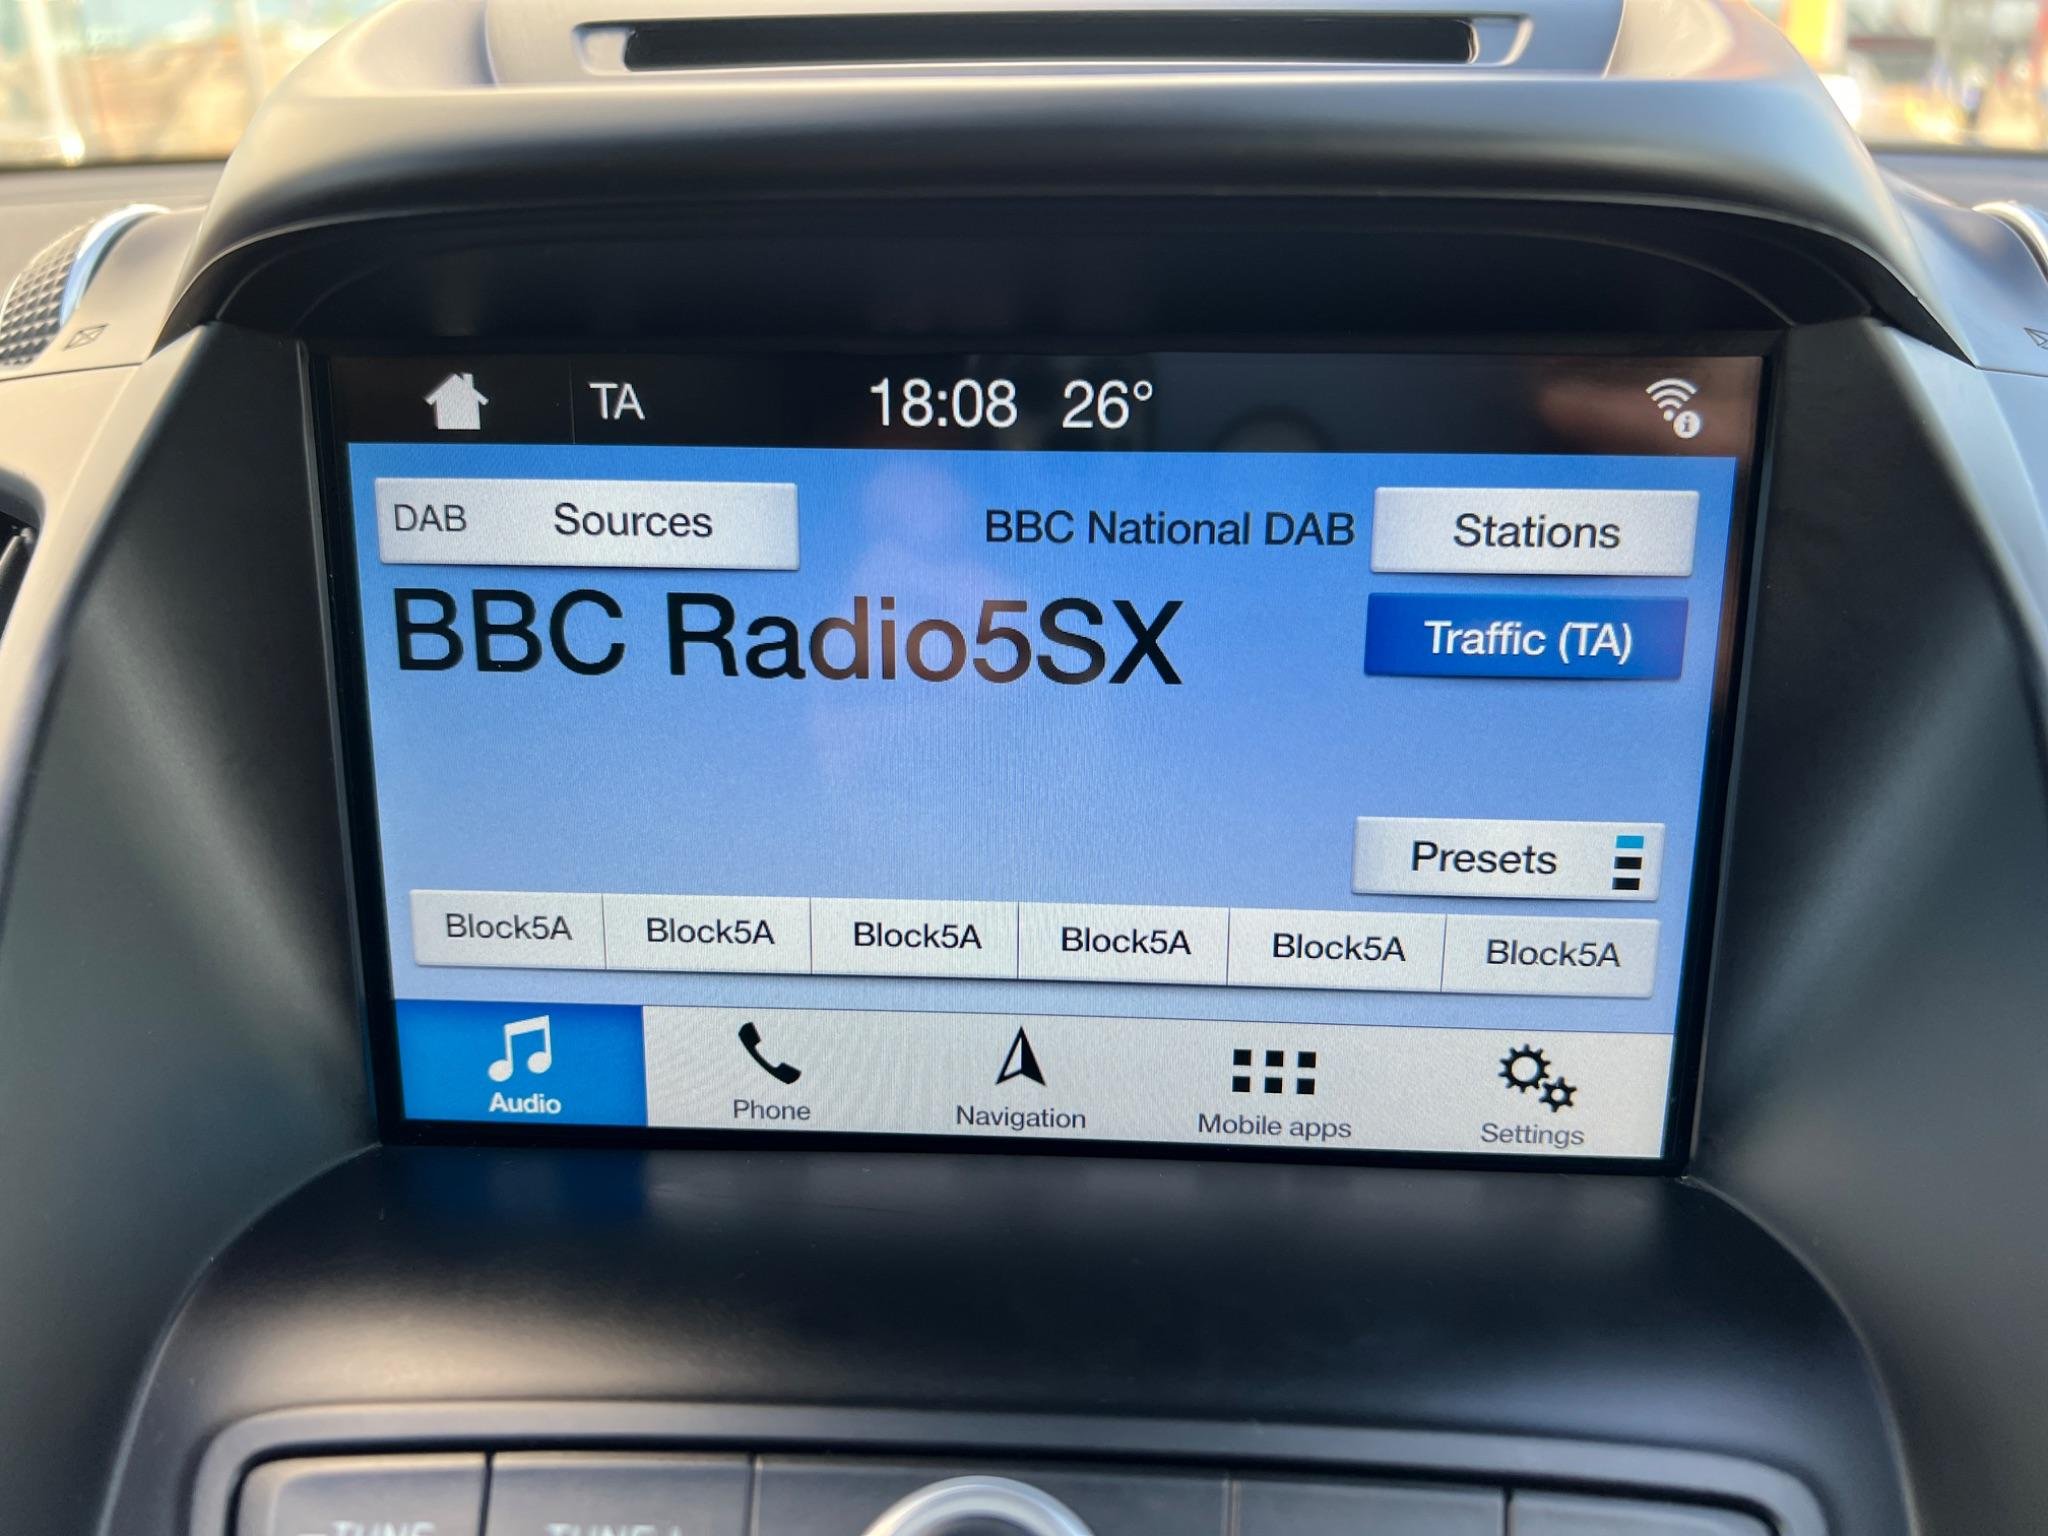 TA 18:08 26°
DAB Sources BBC National DAB Stations
BBC Radio5SX Traffic (TA)
Presets
Block5A Block5A Block5A Block5A Block5A Block5A
Audio Phone Navigation Mobile apps Settings